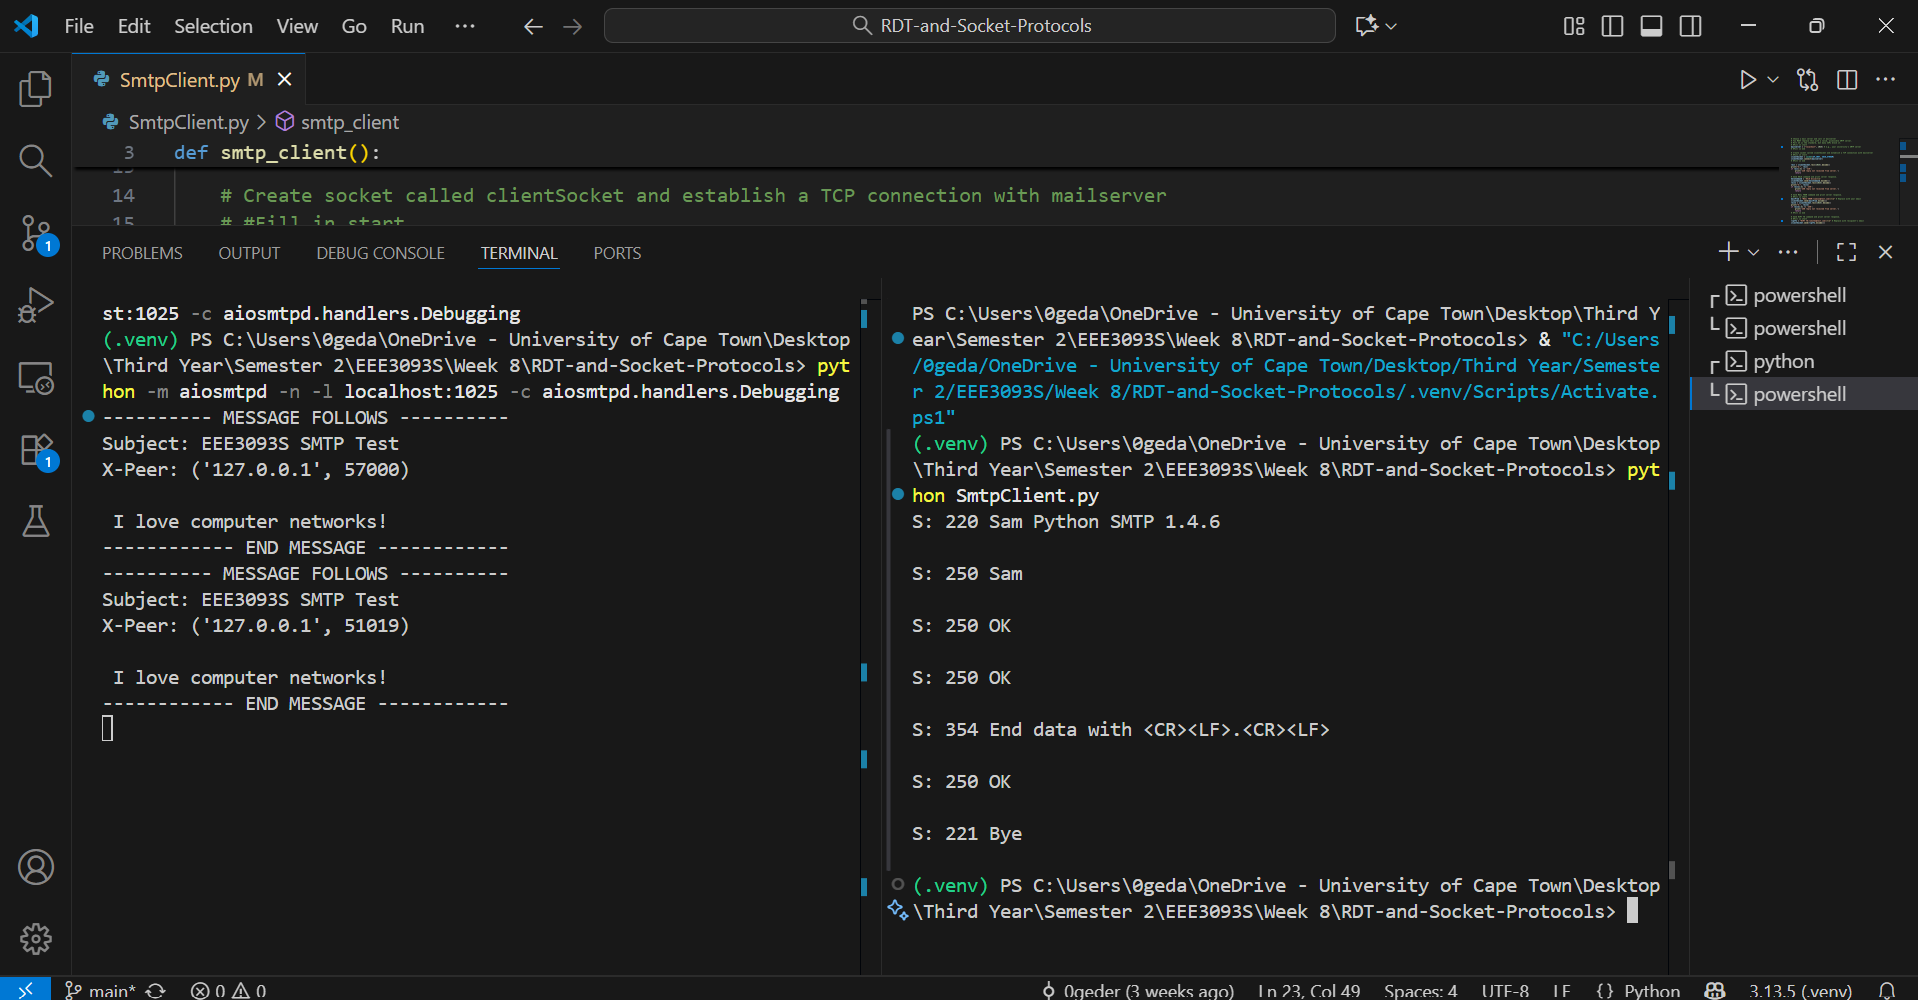 File Edit Selection View Go Run ··· RDT-and-Socket-Protocols
SmtpClient.py M
SmtpClient.py > smtp_client
3 def smtp_client():
14 # Create socket called clientSocket and establish a TCP connection with mailserver
15 # #Fill in start
PROBLEMS OUTPUT DEBUG CONSOLE TERMINAL PORTS
st:1025 -c aiosmtpd.handlers.Debugging
(.venv) PS C:\Users\0geda\OneDrive - University of Cape Town\Desktop
\Third Year\Semester 2\EEE3093S\Week 8\RDT-and-Socket-Protocols> pyt
hon -m aiosmtpd -n -l localhost:1025 -c aiosmtpd.handlers.Debugging
---------- MESSAGE FOLLOWS ----------
Subject: EEE3093S SMTP Test
X-Peer: ('127.0.0.1', 57000)
I love computer networks!
------------ END MESSAGE ------------
---------- MESSAGE FOLLOWS ----------
Subject: EEE3093S SMTP Test
X-Peer: ('127.0.0.1', 51019)
I love computer networks!
------------ END MESSAGE ------------
PS C:\Users\0geda\OneDrive - University of Cape Town\Desktop\Third Y
ear\Semester 2\EEE3093S\Week 8\RDT-and-Socket-Protocols> & "C:/Users
/0geda/OneDrive - University of Cape Town/Desktop/Third Year/Semeste
r 2/EEE3093S/Week 8/RDT-and-Socket-Protocols/.venv/Scripts/Activate.
ps1"
(.venv) PS C:\Users\0geda\OneDrive - University of Cape Town\Desktop
\Third Year\Semester 2\EEE3093S\Week 8\RDT-and-Socket-Protocols> pyt
hon SmtpClient.py
S: 220 Sam Python SMTP 1.4.6
S: 250 Sam
S: 250 OK
S: 250 OK
S: 354 End data with <CR><LF>.<CR><LF>
S: 250 OK
S: 221 Bye
(.venv) PS C:\Users\0geda\OneDrive - University of Cape Town\Desktop
\Third Year\Semester 2\EEE3093S\Week 8\RDT-and-Socket-Protocols>
powershell
powershell
python
powershell
1
1
main* 0 0 0geder (3 weeks ago) Ln 23, Col 49 Spaces: 4 UTF-8 LF {} Python 3.13.5 (.venv)